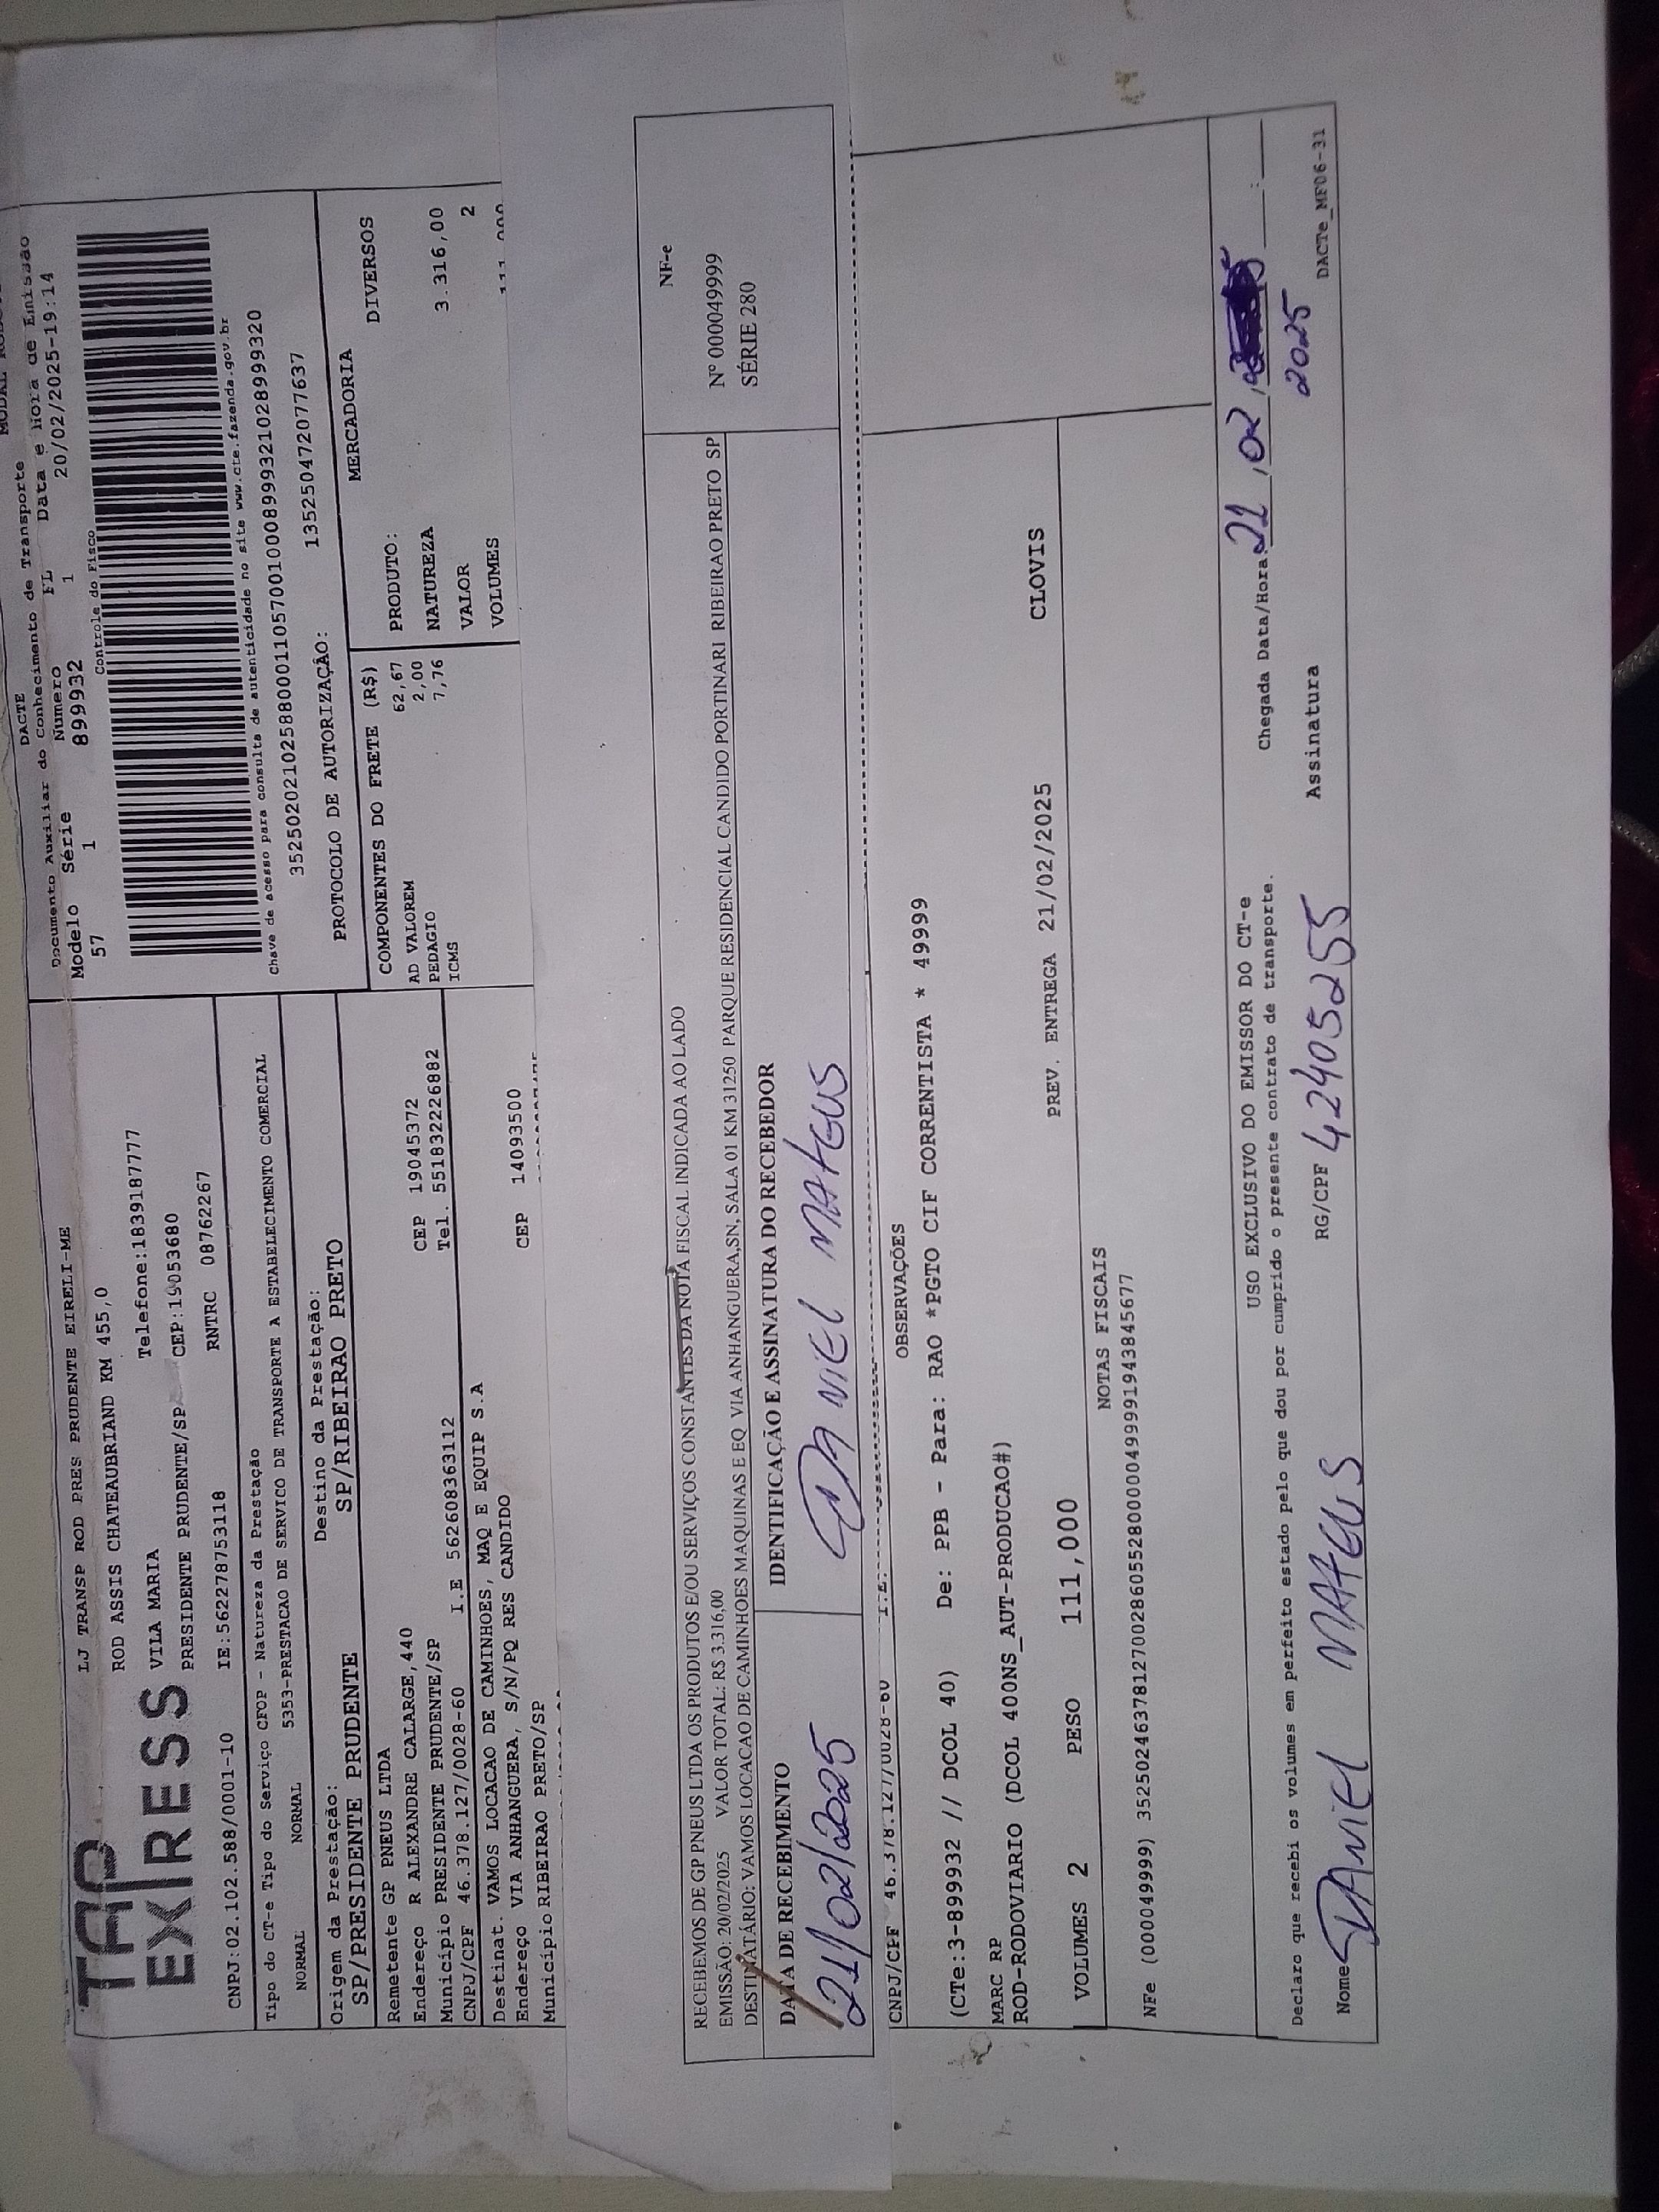 TAP
EXPRESS
LJ TRANSP ROD PRES PRUDENTE EIRELI-ME
ROD ASSIS CHATEAUBRIAND KM 455,0
Telefone:1839187777
VILA MARIA
PRESIDENTE PRUDENTE/SP CEP:19053680
CNPJ:02.102.588/0001-10 IE:562278753118 RNTRC 08762267
Tipo do CT-e Tipo do Serviço CFOP - Natureza da Prestação
NORMAL NORMAL 5353-PRESTACAO DE SERVICO DE TRANSPORTE A ESTABELECIMENTO COMERCIAL
Origem da Prestação: Destino da Prestação:
SP/PRESIDENTE PRUDENTE SP/RIBEIRAO PRETO
Remetente GP PNEUS LTDA
Endereço R ALEXANDRE CALARGE,440 CEP 19045372
Município PRESIDENTE PRUDENTE/SP Tel. 5518322226882
CNPJ/CPF 46.378.127/0028-60 I.E 562608363112
Destinat. VAMOS LOCACAO DE CAMINHOES, MAQ E EQUIP S.A
Endereço VIA ANHANGUERA, S/N/PQ RES CANDIDO CEP 14093500
Município RIBEIRAO PRETO/SP
DACTE
Documento Auxiliar do Conhecimento de Transporte
Modelo Série Numero FL Data e Hora de Emissão
57 1 899932 1 20/02/2025-19:14
Controle do Fisco
Chave de acesso para consulta de autenticidade no site www.cte.fazenda.gov.br
35250202102588000110570010008999321028999320
PROTOCOLO DE AUTORIZAÇÃO: 135250472077637
COMPONENTES DO FRETE (R$)
AD VALOREM 62,67
PEDAGIO 2,00
ICMS 7,76
MERCADORIA
PRODUTO: DIVERSOS
NATUREZA
VALOR 3.316,00
VOLUMES 2
RECEBEMOS DE GP PNEUS LTDA OS PRODUTOS E/OU SERVIÇOS CONSTANTES DA NOTA FISCAL INDICADA AO LADO
EMISSÃO: 20/02/2025 VALOR TOTAL: R$ 3.316,00
DESTINATÁRIO: VAMOS LOCACAO DE CAMINHOES MAQUINAS E EQ VIA ANHANGUERA,SN, SALA 01 KM 31250 PARQUE RESIDENCIAL CANDIDO PORTINARI RIBEIRAO PRETO SP
DATA DE RECEBIMENTO IDENTIFICAÇÃO E ASSINATURA DO RECEBEDOR
21/02/2025 DANIEL MATEUS
NF-e
Nº 000049999
SÉRIE 280
CNPJ/CPF 46.378.127/0028-60 I.E.
OBSERVAÇÕES
(CTe:3-899932 // DCOL 40) De: PPB - Para: RAO *PGTO CIF CORRENTISTA * 49999
MARC RP
ROD-RODOVIARIO (DCOL 400NS_AUT-PRODUCAO#)
PREV. ENTREGA 21/02/2025 CLOVIS
VOLUMES 2 PESO 111,000
NOTAS FISCAIS
NFe (000049999) 35250246378127002860552800000499991943845677
USO EXCLUSIVO DO EMISSOR DO CT-e
Declaro que recebi os volumes em perfeito estado pelo que dou por cumprido o presente contrato de transporte.
Chegada Data/Hora: 21,02, 2025
Nome DANIEL MATEUS RG/CPF 42405255 Assinatura
DACTe_MF06-31